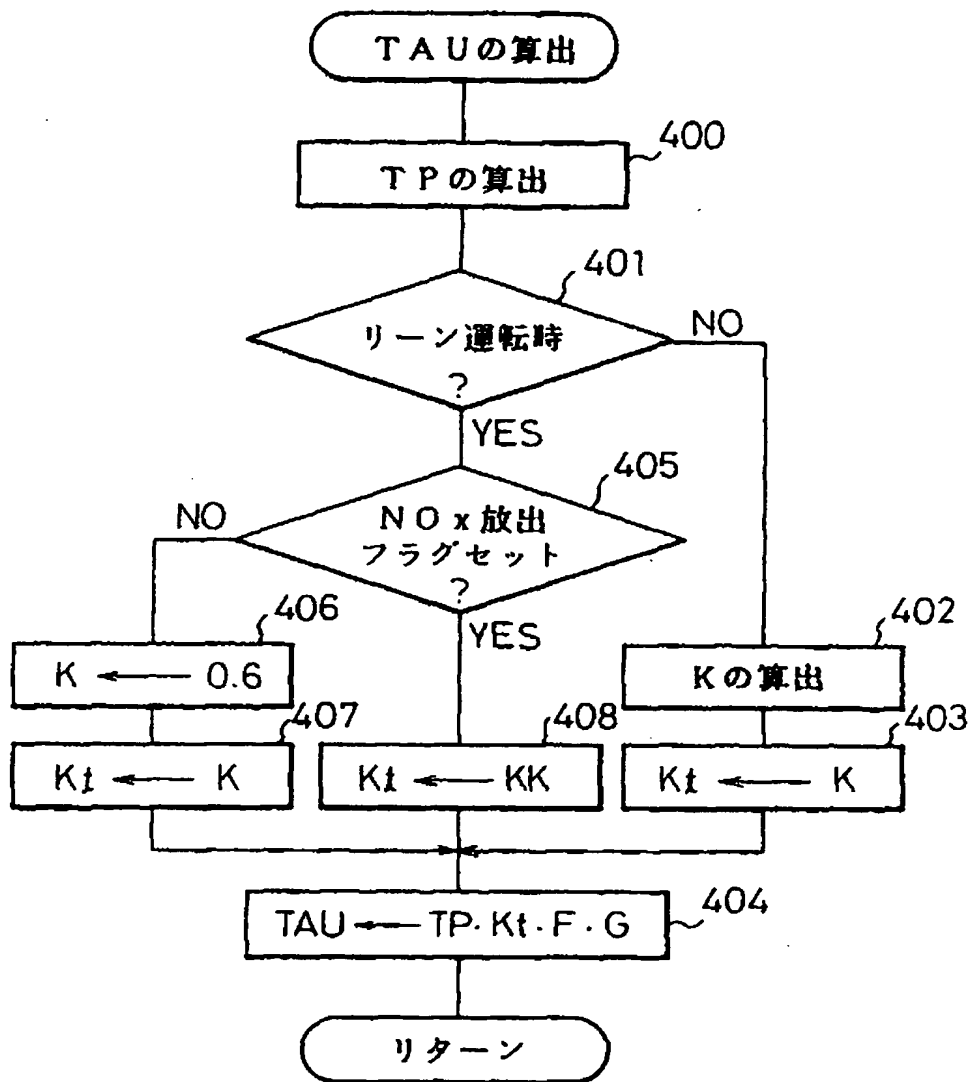 TAUの算出
400
TPの算出
401
リーン運転時
?
NO
YES
405
NOx放出
フラグセット
?
NO
YES
406
K ← 0.6
402
Kの算出
407
Kt ← K
408
Kt ← KK
403
Kt ← K
404
TAU ← TP・Kt・F・G
リターン